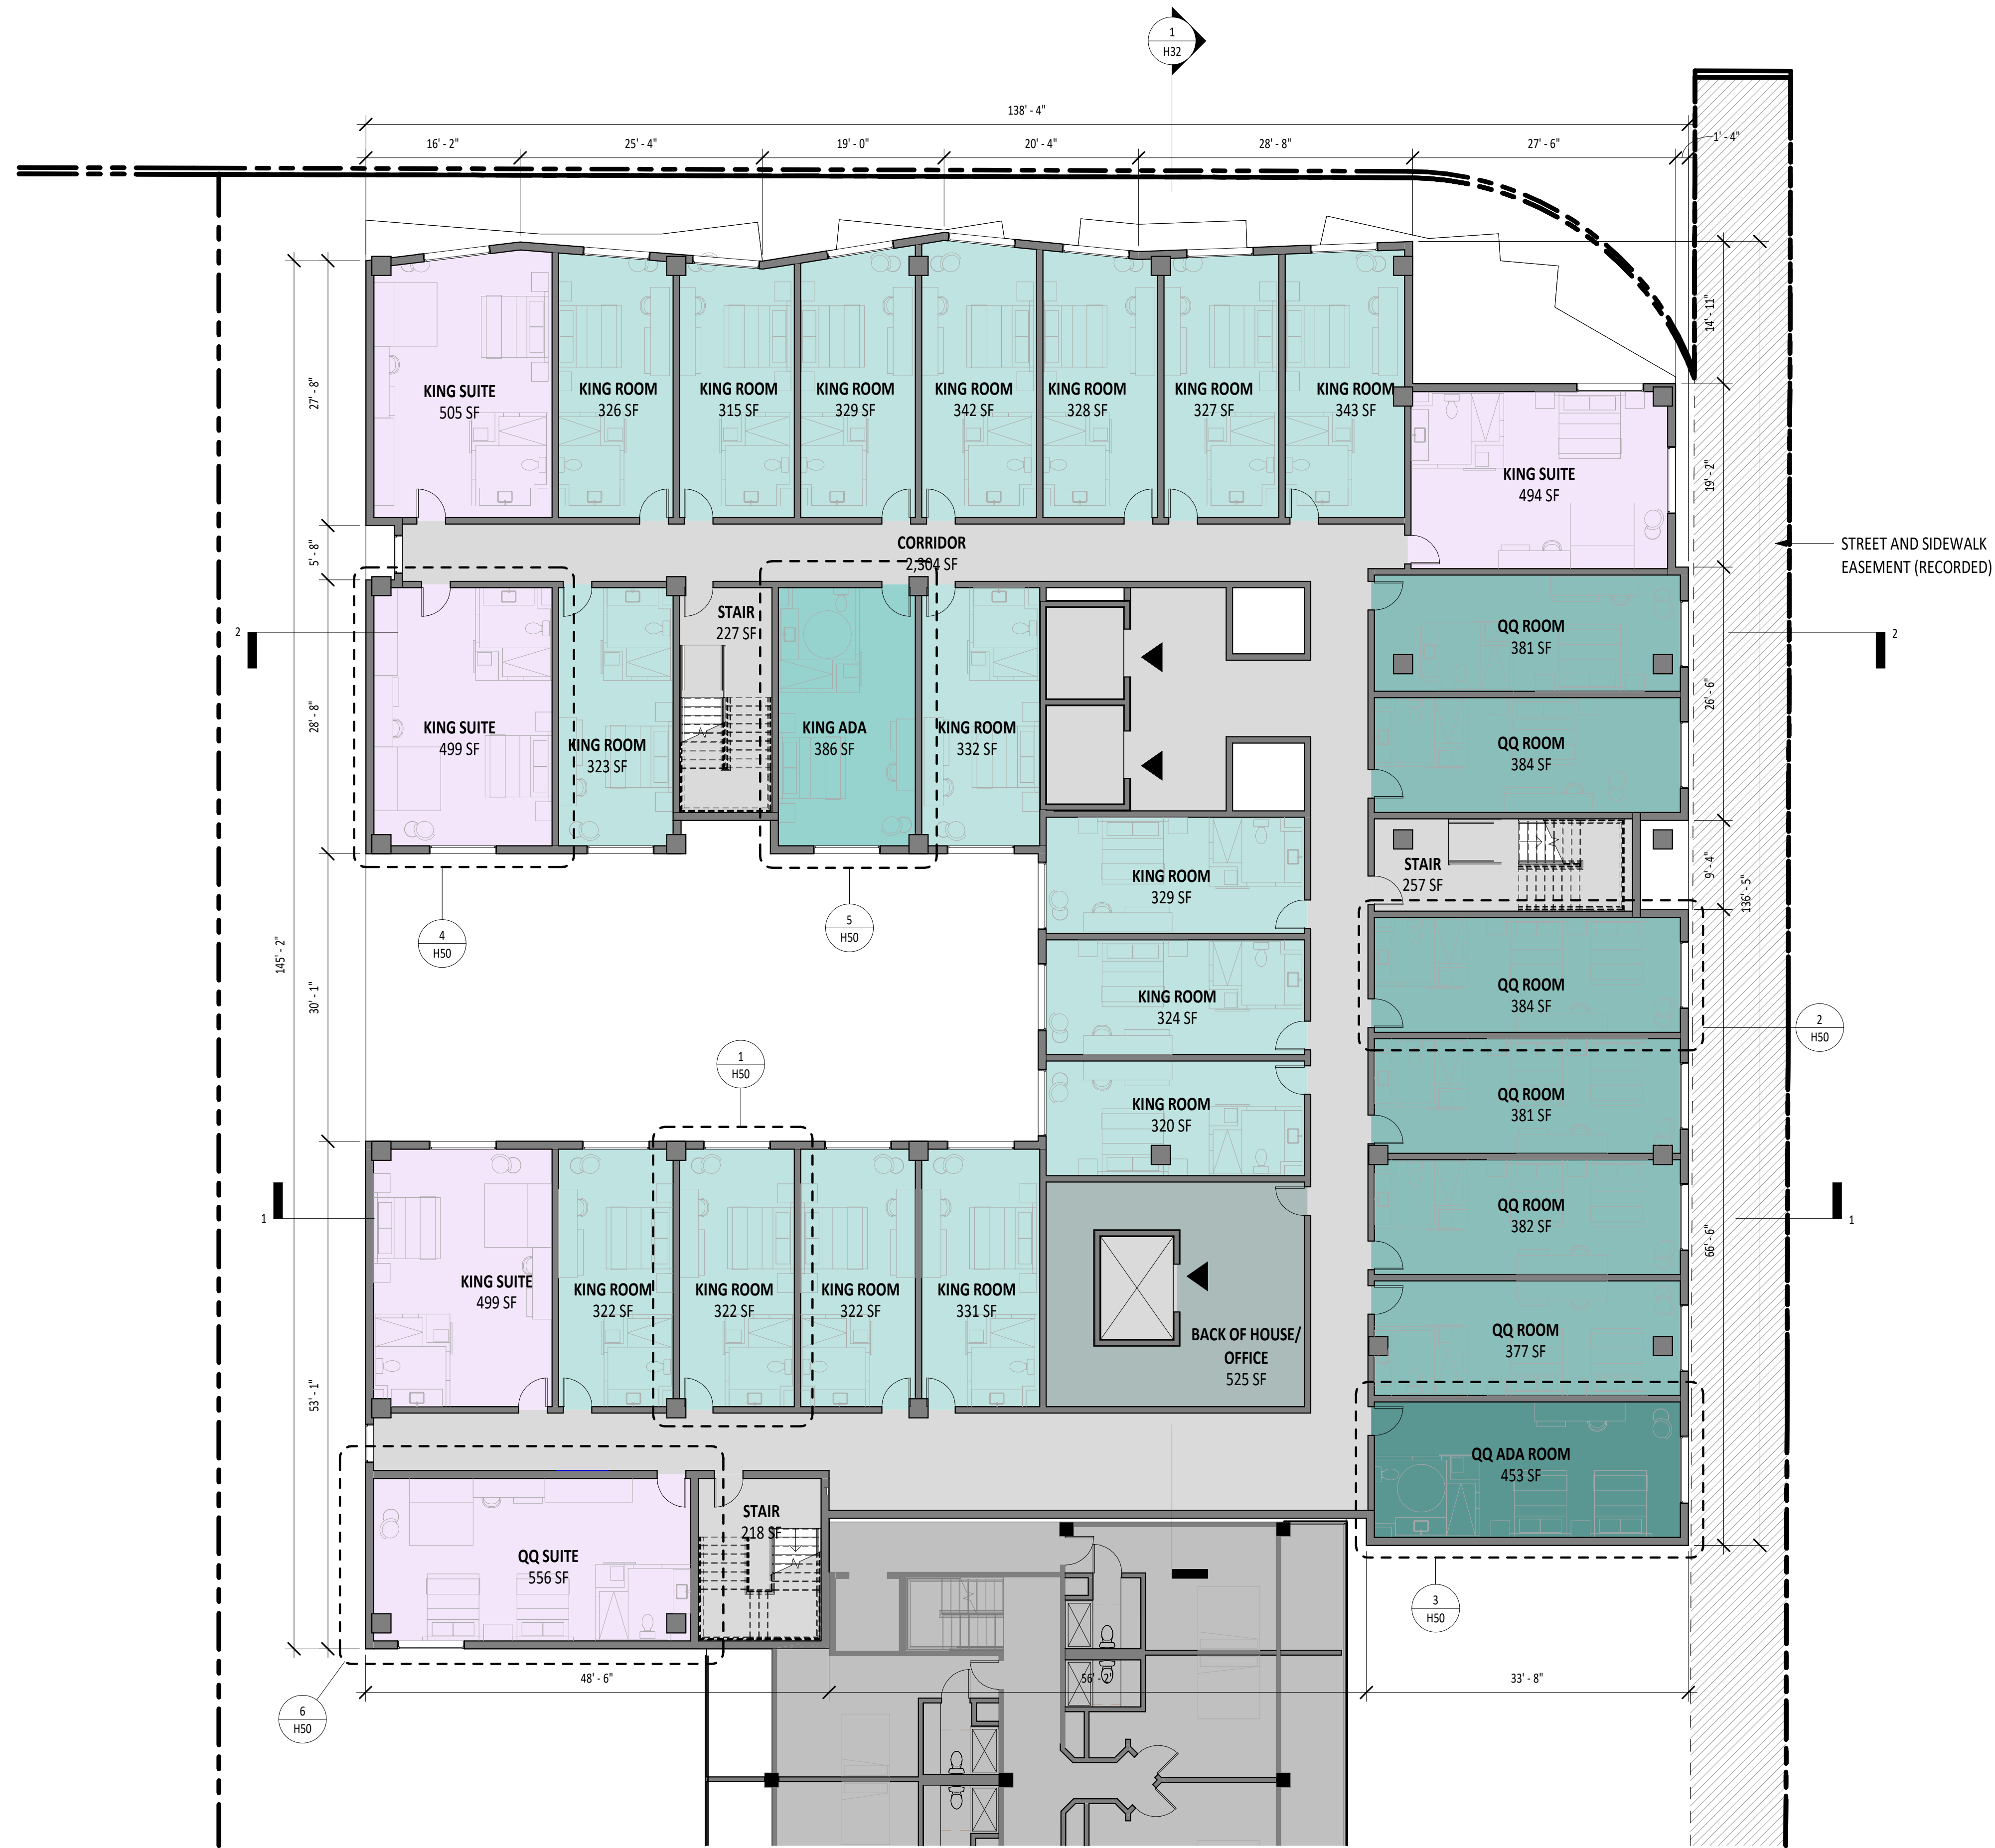 1
H32
138' - 4"
16' - 2"
25' - 4"
19' - 0"
20' - 4"
28' - 8"
27' - 6"
1' - 4"
14' - 11"
27' - 8"
KING SUITE
505 SF
KING ROOM
326 SF
KING ROOM
315 SF
KING ROOM
329 SF
KING ROOM
342 SF
KING ROOM
328 SF
KING ROOM
327 SF
KING ROOM
343 SF
KING SUITE
494 SF
19' - 2"
5' - 8"
CORRIDOR
2,304 SF
STREET AND SIDEWALK
EASEMENT (RECORDED)
2
STAIR
227 SF
QQ ROOM
381 SF
2
28' - 8"
KING SUITE
499 SF
KING ROOM
323 SF
KING ADA
386 SF
KING ROOM
332 SF
QQ ROOM
384 SF
26' - 6"
KING ROOM
329 SF
STAIR
257 SF
9' - 4"
136' - 5"
4
H50
5
H50
145' - 2"
30' - 1"
KING ROOM
324 SF
QQ ROOM
384 SF
2
H50
1
H50
KING ROOM
320 SF
QQ ROOM
381 SF
1
QQ ROOM
382 SF
1
66' - 6"
KING SUITE
499 SF
KING ROOM
322 SF
KING ROOM
322 SF
KING ROOM
322 SF
KING ROOM
331 SF
BACK OF HOUSE/
OFFICE
525 SF
QQ ROOM
377 SF
53' - 1"
QQ ADA ROOM
453 SF
STAIR
218 SF
QQ SUITE
556 SF
3
H50
48' - 6"
56' - 2"
33' - 8"
6
H50